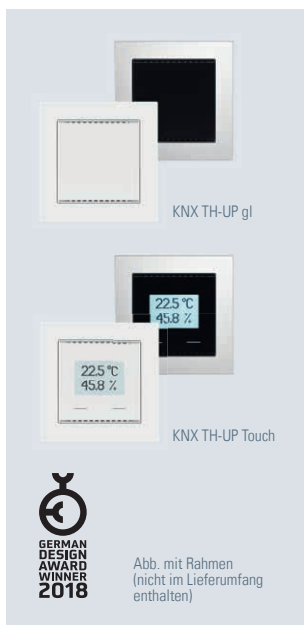 KNX TH-UP gl
22.5 °C
45.8 %
22.5 °C
45.8 %
KNX TH-UP Touch
GERMAN
DESIGN
AWARD
WINNER
2018
Abb. mit Rahmen
(nicht im Lieferumfang
enthalten)